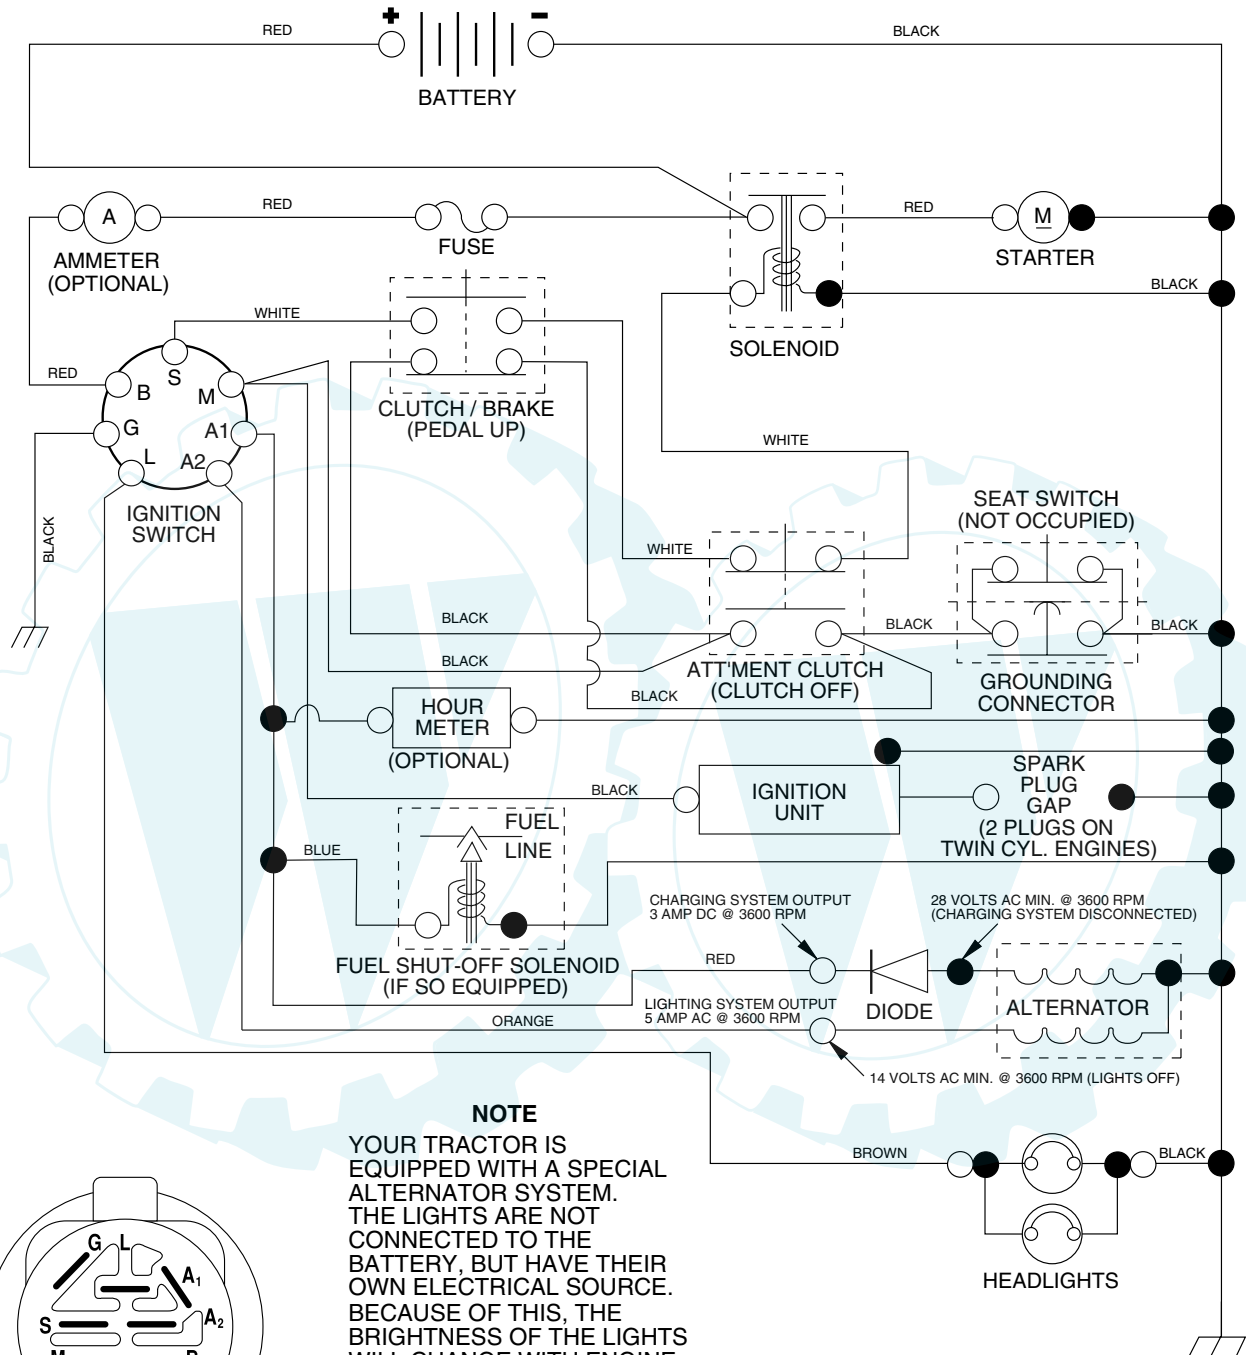 + −
RED
BLACK
BATTERY
A
RED
FUSE
RED
M
STARTER
AMMETER
(OPTIONAL)
BLACK
WHITE
SOLENOID
RED
B
S
M
G
A1
L
A2
CLUTCH / BRAKE
(PEDAL UP)
WHITE
IGNITION
SWITCH
BLACK
SEAT SWITCH
(NOT OCCUPIED)
WHITE
BLACK
BLACK
BLACK
BLACK
ATT'MENT CLUTCH
(CLUTCH OFF)
GROUNDING
CONNECTOR
BLACK
HOUR
METER
(OPTIONAL)
SPARK
PLUG
GAP
(2 PLUGS ON
TWIN CYL. ENGINES)
BLACK
IGNITION
UNIT
FUEL
LINE
BLUE
CHARGING SYSTEM OUTPUT
3 AMP DC @ 3600 RPM
28 VOLTS AC MIN. @ 3600 RPM
(CHARGING SYSTEM DISCONNECTED)
FUEL SHUT-OFF SOLENOID
(IF SO EQUIPPED)
RED
DIODE
ALTERNATOR
LIGHTING SYSTEM OUTPUT
5 AMP AC @ 3600 RPM
ORANGE
14 VOLTS AC MIN. @ 3600 RPM (LIGHTS OFF)
NOTE
YOUR TRACTOR IS
EQUIPPED WITH A SPECIAL
ALTERNATOR SYSTEM.
THE LIGHTS ARE NOT
CONNECTED TO THE
BATTERY, BUT HAVE THEIR
OWN ELECTRICAL SOURCE.
BECAUSE OF THIS, THE
BRIGHTNESS OF THE LIGHTS
WILL CHANGE WITH ENGINE
BROWN
BLACK
HEADLIGHTS
G
L
A1
A2
S
M
B